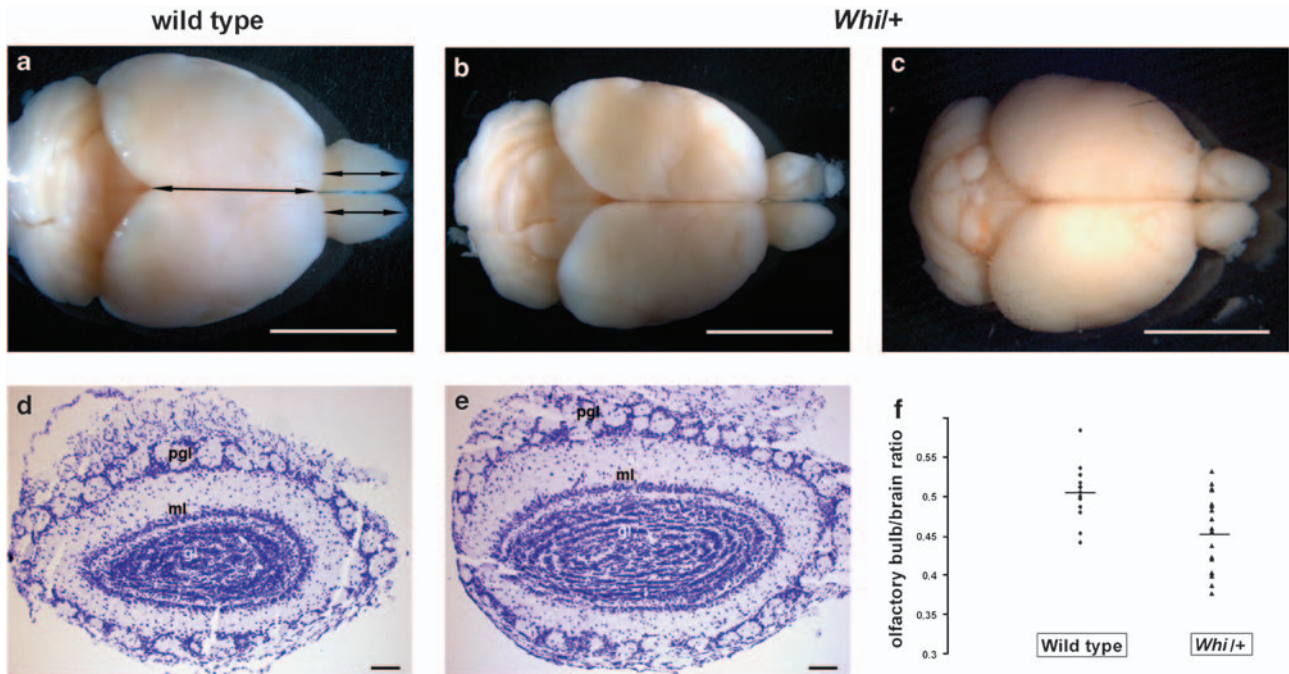 wild type
Whi/+
a
b
c
d
pgl
ml
gl
e
pgl
ml
gl
f
olfactory bulb/brain ratio
0.55
0.5
0.45
0.4
0.35
0.3
Wild type
Whi/+